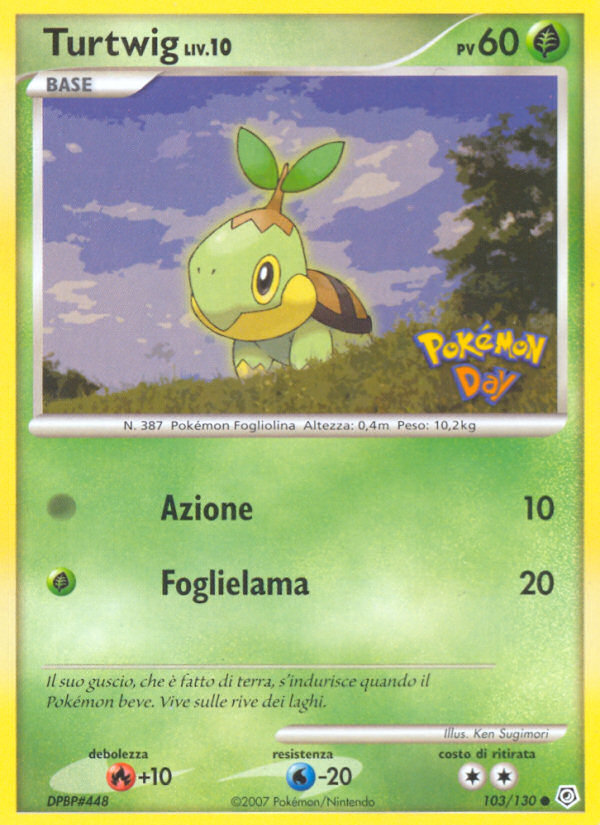 Turtwig LIV.10
PV 60
BASE
POKéMON
Day
N. 387 Pokémon Fogliolina Altezza: 0,4m Peso: 10,2kg
Azione 10
Foglielama 20
Il suo guscio, che è fatto di terra, s'indurisce quando il
Pokémon beve. Vive sulle rive dei laghi.
Illus. Ken Sugimori
debolezza resistenza costo di ritirata
+10 -20
DPBP#448 ©2007 Pokémon/Nintendo 103/130